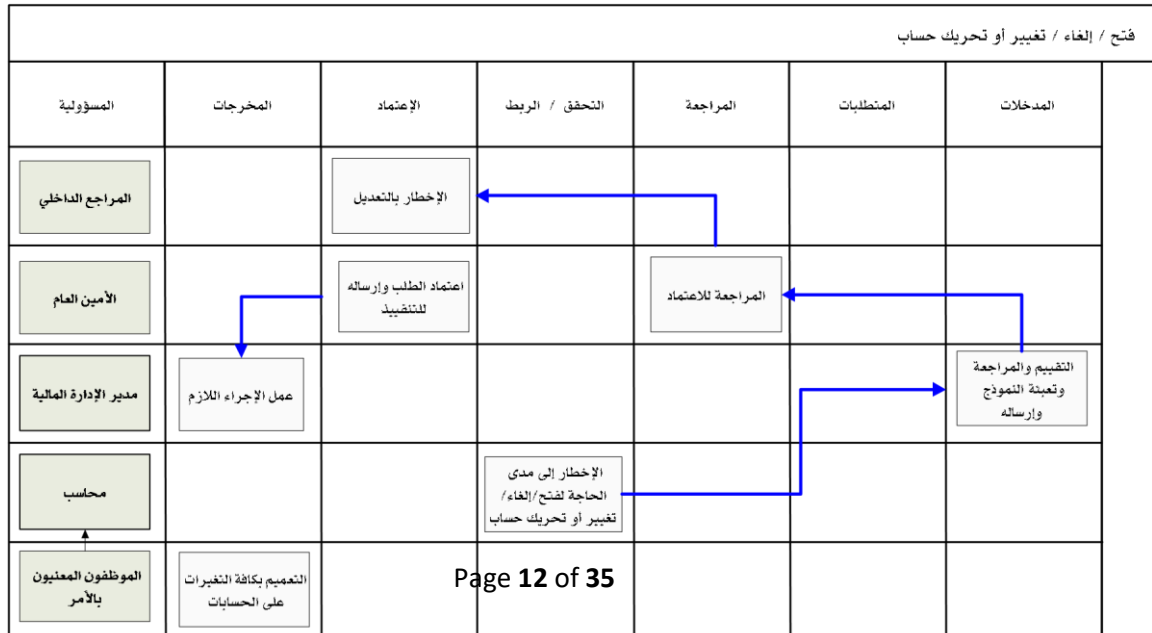 فتح / إلغاء / تغيير أو تحريك حساب
المدخلات
المتطلبات
المراجعة
التحقق / الربط
الإعتماد
المخرجات
المسؤولية
الإخطار بالتعديل
المراجع الداخلي
المراجعة للاعتماد
اعتماد الطلب وإرساله
للتنفييذ
الأمين العام
التقييم والمراجعة
وتعبئة النموذج
وإرساله
عمل الإجراء اللازم
مدير الإدارة المالية
الإخطار إلى مدى
الحاجة لفتح/إلغاء/
تغيير أو تحريك حساب
محاسب
التعميم بكافة التغيرات
على الحسابات
الموظفون المعنيون
بالأمر
Page 12 of 35